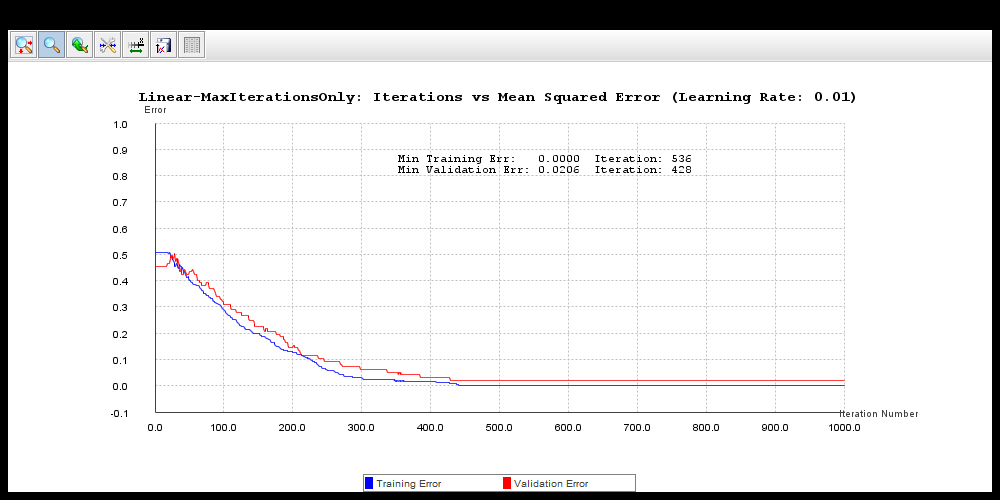 Linear-MaxIterationsOnly: Iterations vs Mean Squared Error (Learning Rate: 0.01)
Error
1.0
0.9
Min Training Err: 0.0000 Iteration: 536
Min Validation Err: 0.0206 Iteration: 428
0.8
0.7
0.6
0.5
0.4
0.3
0.2
0.1
0.0
-0.1
Iteration Number
0.0 100.0 200.0 300.0 400.0 500.0 600.0 700.0 800.0 900.0 1000.0
Training Error Validation Error